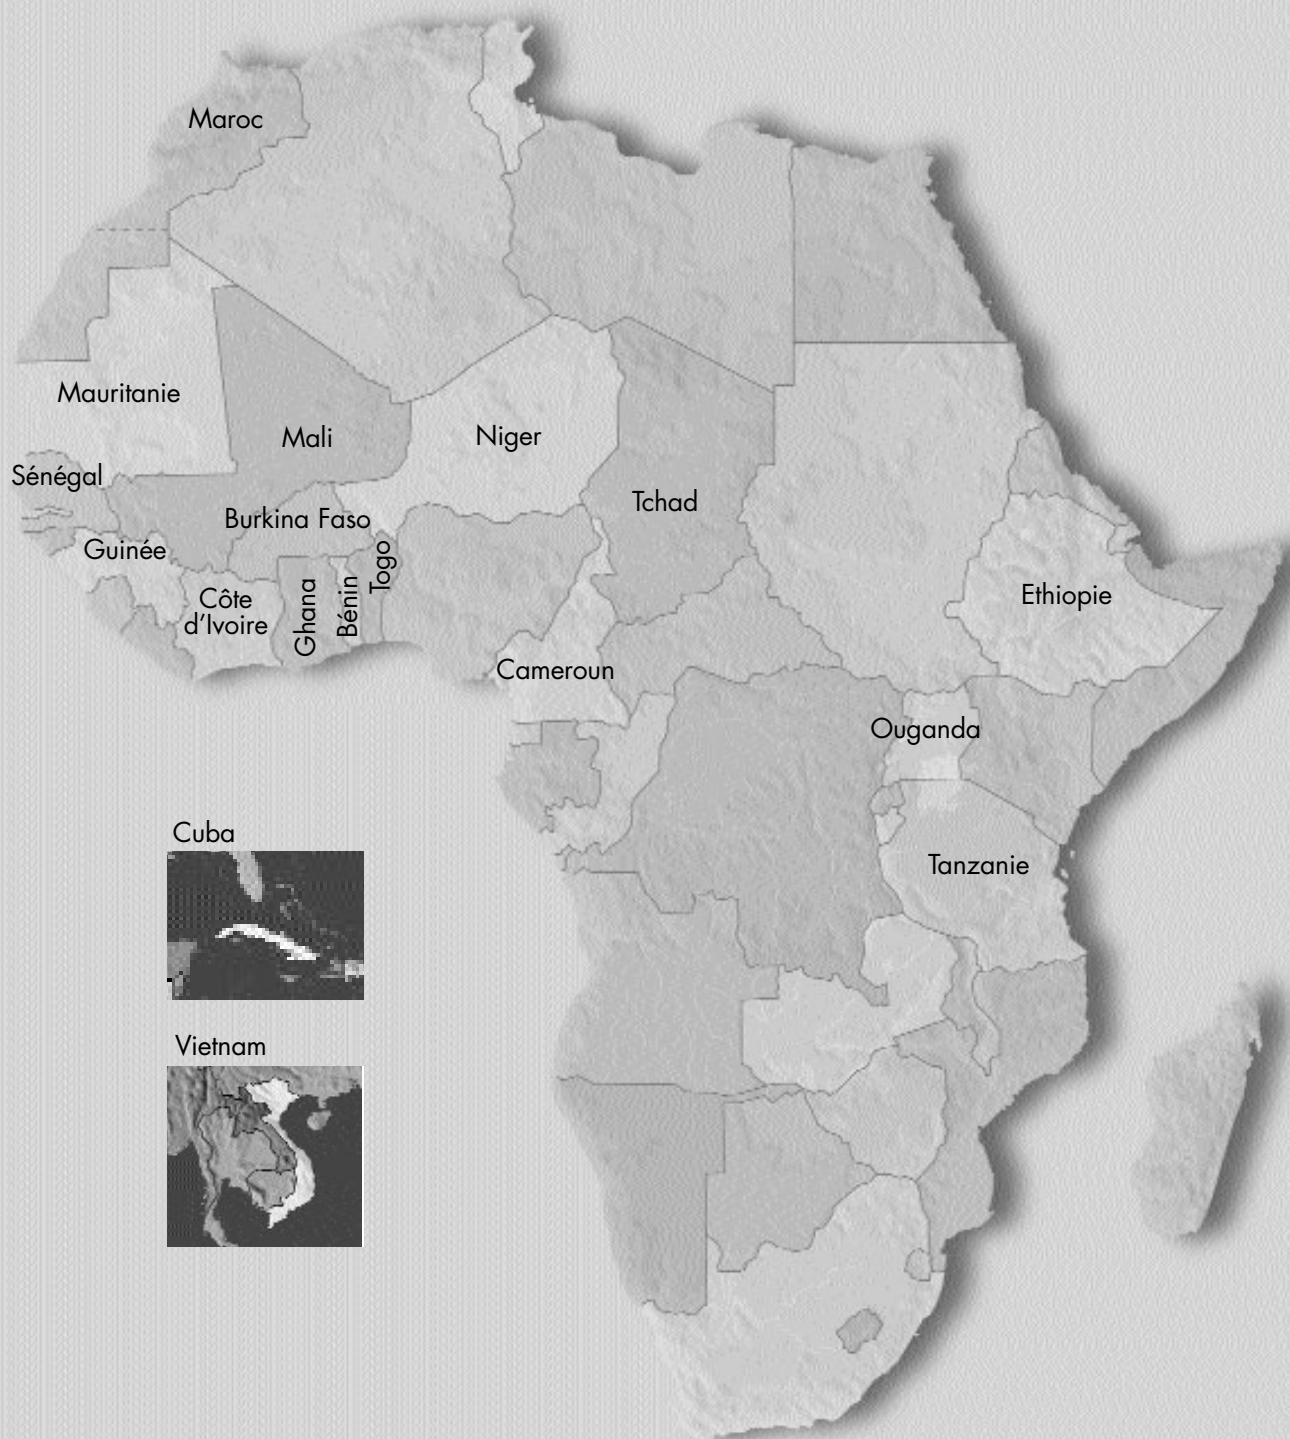 Maroc
Mauritanie
Mali
Niger
Sénégal
Tchad
Burkina Faso
Guinée
Togo
Bénin
Ghana
Côte
d'Ivoire
Ethiopie
Cameroun
Ouganda
Cuba
Tanzanie
Vietnam